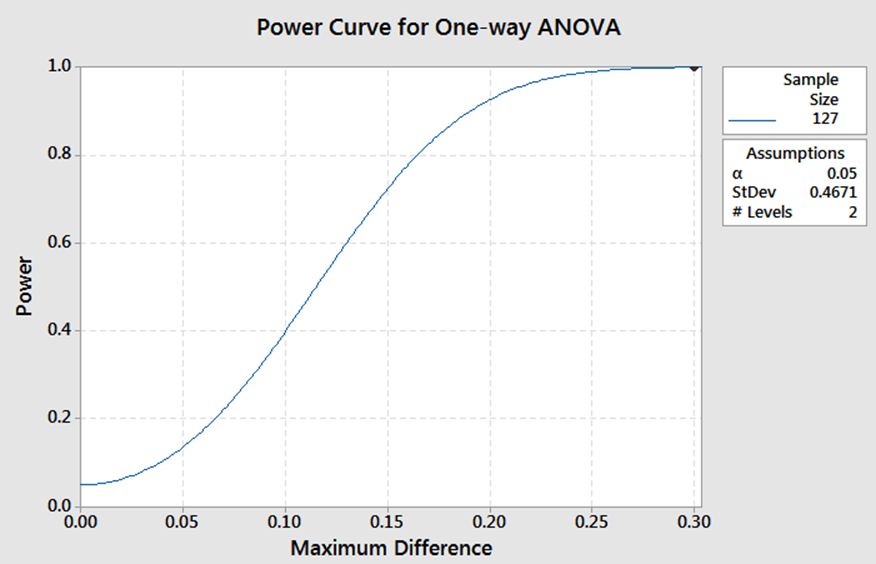 Power Curve for One-way ANOVA
1.0
0.8
0.6
0.4
0.2
0.0
Power
0.00 0.05 0.10 0.15 0.20 0.25 0.30
Maximum Difference
Sample
Size
127
Assumptions
α 0.05
StDev 0.4671
# Levels 2